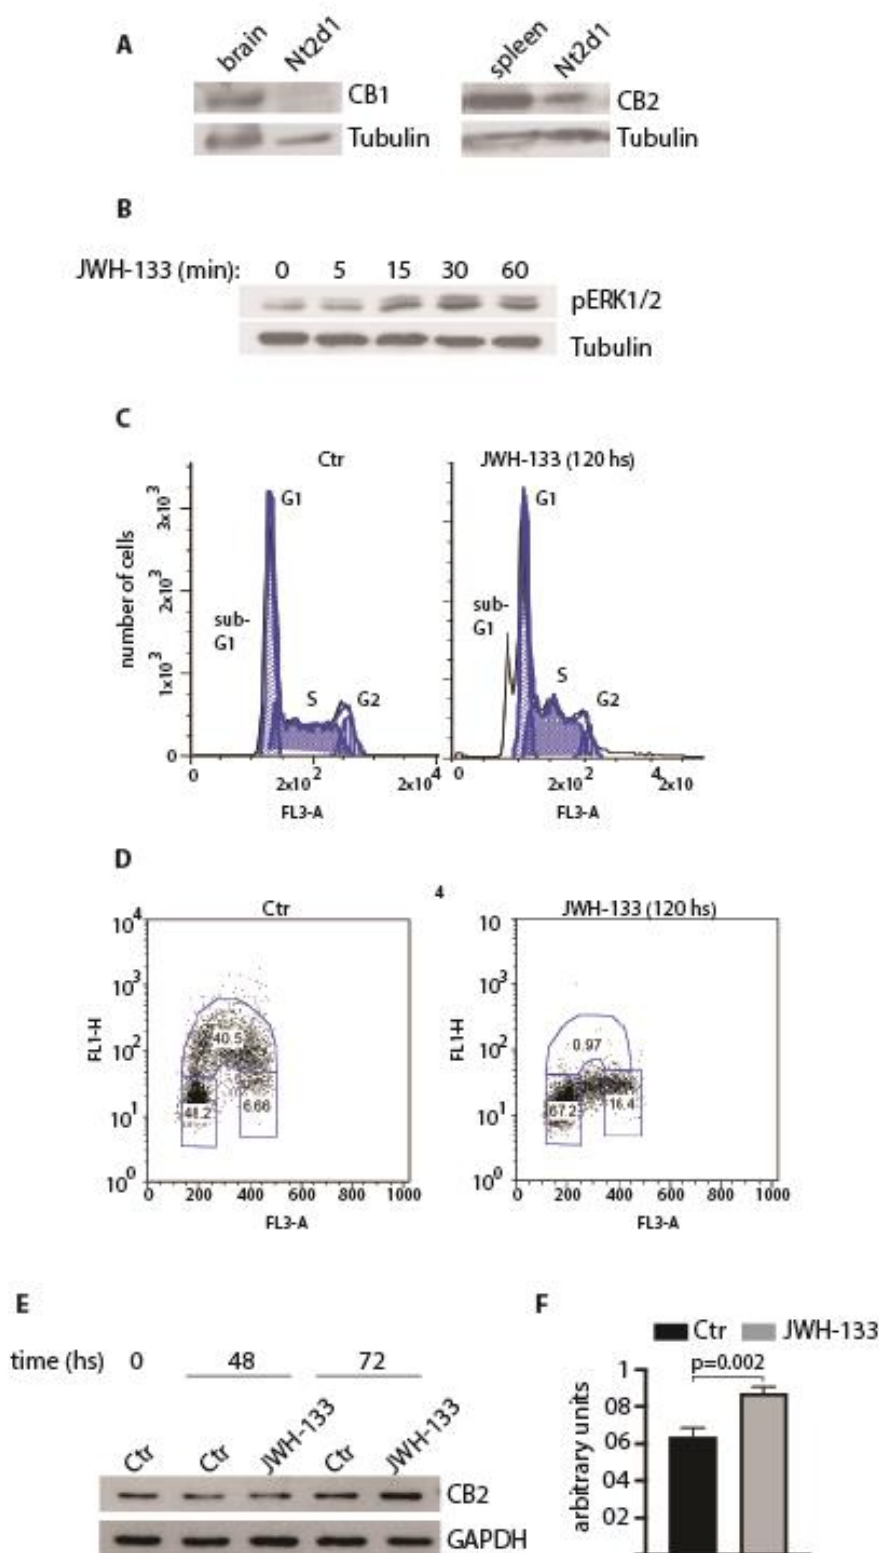 A
brain Nt2d1 spleen Nt2d1
CB1 CB2
Tubulin Tubulin
B
JWH-133 (min): 0 5 15 30 60
pERK1/2
Tubulin
C
Ctr JWH-133 (120 hs)
number of cells
3x10³
2x10³
1x10³
0
G1
sub-
G1
S
G2
0 2x10² 2x10⁴
FL3-A
G1
sub-
G1
S
G2
0 2x10² 4 2x10
FL3-A
D
4
Ctr
FL1-H
10⁴
10³
10²
10¹
10⁰
40.5
48.2 6.66
0 200 400 600 800 1000
FL3-A
JWH-133 (120 hs)
FL1-H
10
10³
10²
10¹
10⁰
0.97
67.2 16.4
0 200 400 600 800 1000
FL3-A
E
time (hs) 0 48 72
Ctr Ctr JWH-133 Ctr JWH-133
CB2
GAPDH
F
Ctr JWH-133
p=0.002
arbitrary units
1
08
06
04
02